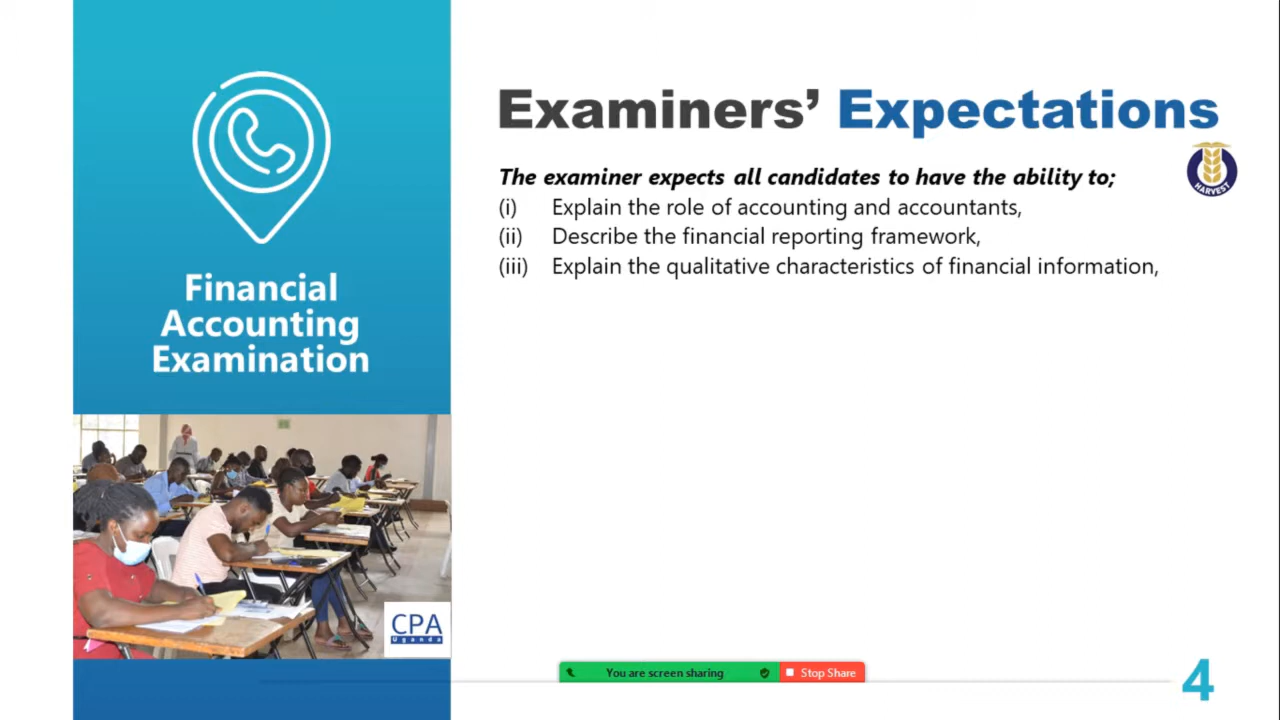 Financial
Accounting
Examination
CPA
Uganda
Examiners’ Expectations
HARVEST
The examiner expects all candidates to have the ability to;
(i) Explain the role of accounting and accountants,
(ii) Describe the financial reporting framework,
(iii) Explain the qualitative characteristics of financial information,
You are screen sharing
Stop Share
4